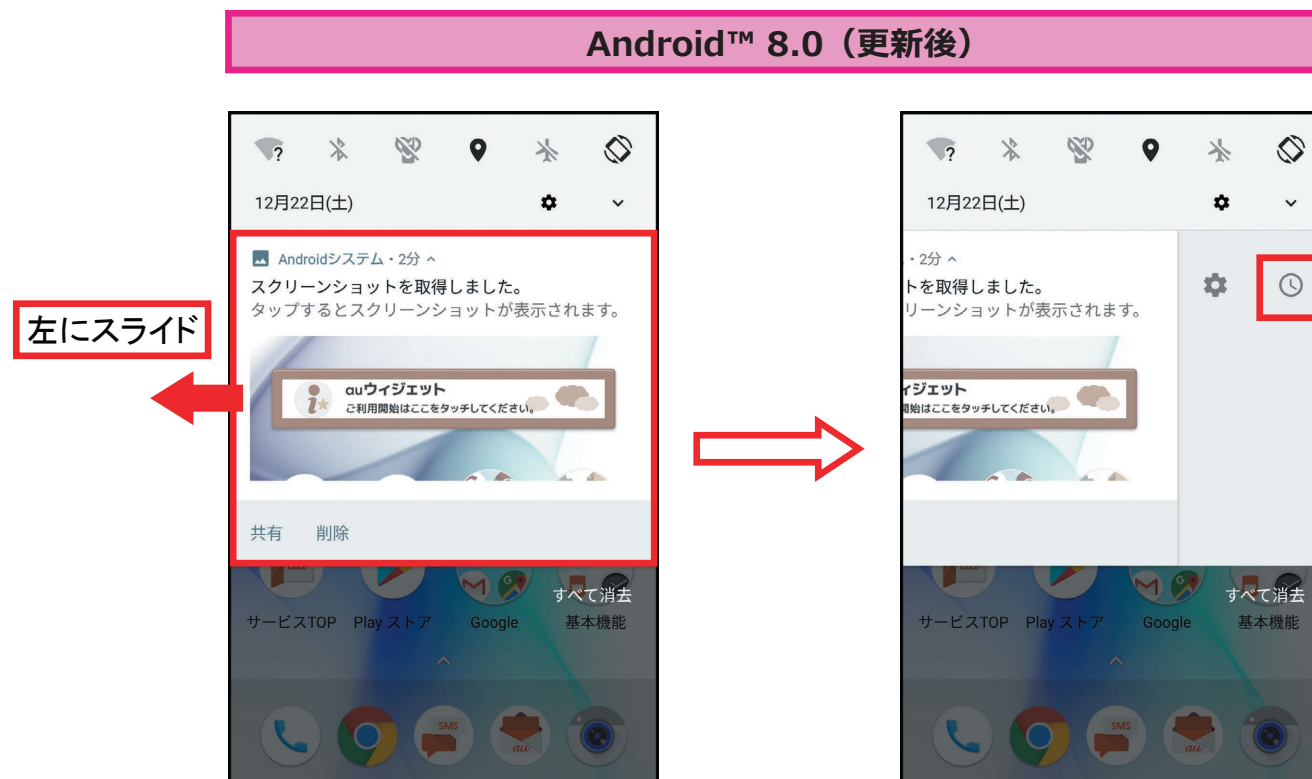 Android™ 8.0（更新後）
12月22日(土)
Androidシステム・2分
スクリーンショットを取得しました。
タップするとスクリーンショットが表示されます。
左にスライド
auウィジェット
ご利用開始はここをタッチしてください。
共有 削除
すべて消去
サービスTOP Play ストア Google 基本機能
SMS
au
12月22日(土)
・2分
トを取得しました。
リーンショットが表示されます。
ィジェット
開始はここをタッチしてください。
すべて消去
サービスTOP Play ストア Google 基本機能
SMS
au